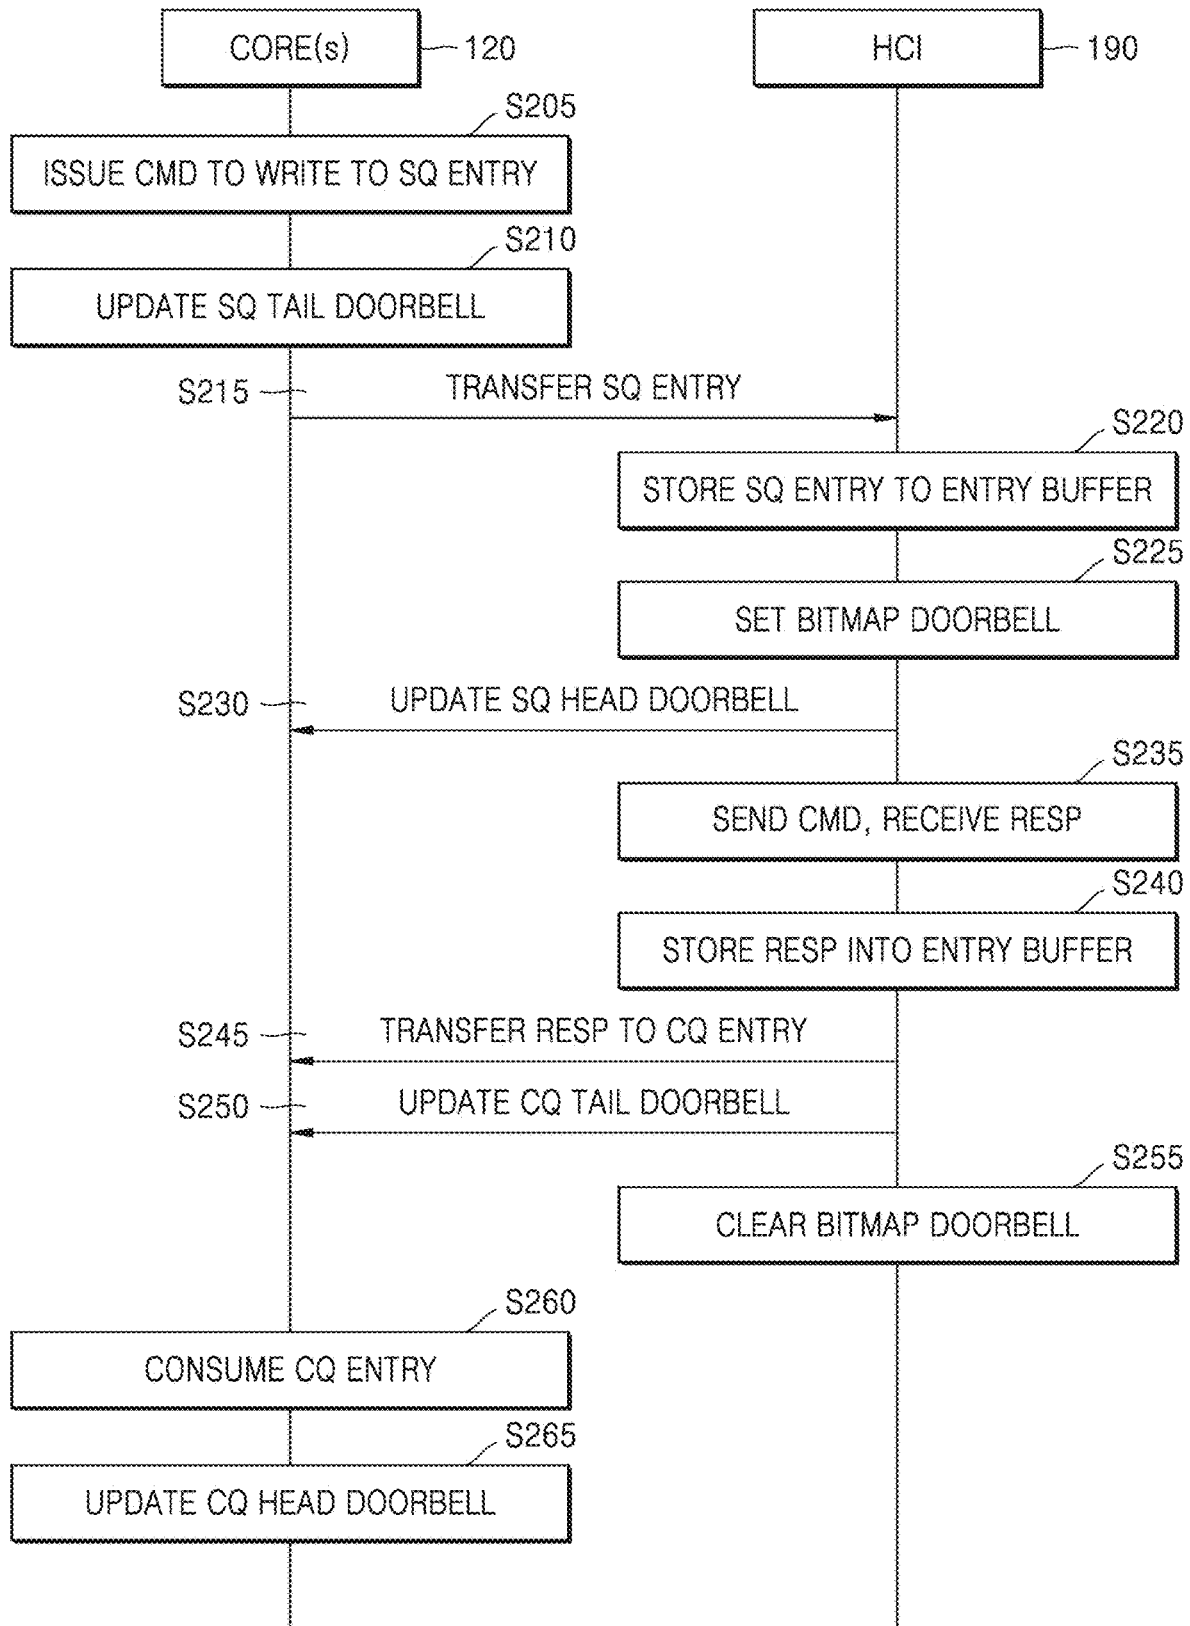 CORE(s) 120
HCI 190
S205
ISSUE CMD TO WRITE TO SQ ENTRY
S210
UPDATE SQ TAIL DOORBELL
S215 TRANSFER SQ ENTRY
S220
STORE SQ ENTRY TO ENTRY BUFFER
S225
SET BITMAP DOORBELL
S230 UPDATE SQ HEAD DOORBELL
S235
SEND CMD, RECEIVE RESP
S240
STORE RESP INTO ENTRY BUFFER
S245 TRANSFER RESP TO CQ ENTRY
S250 UPDATE CQ TAIL DOORBELL
S255
CLEAR BITMAP DOORBELL
S260
CONSUME CQ ENTRY
S265
UPDATE CQ HEAD DOORBELL